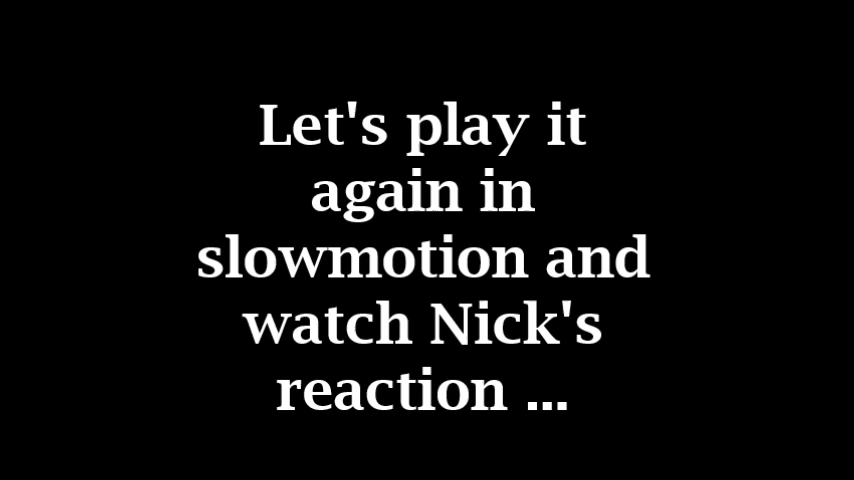 Let's play it
again in
slowmotion and
watch Nick's
reaction ...